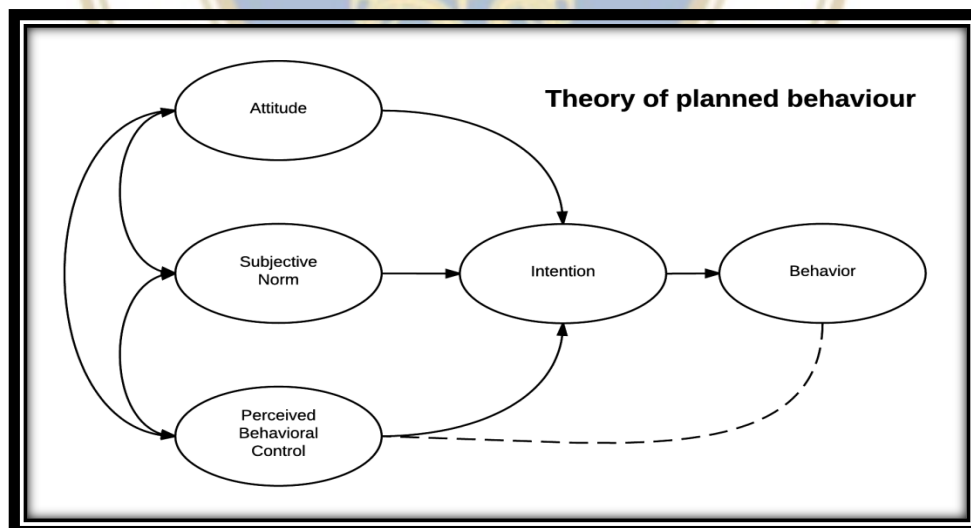 Theory of planned behaviour
Attitude
Subjective
Norm
Intention
Behavior
Perceived
Behavioral
Control